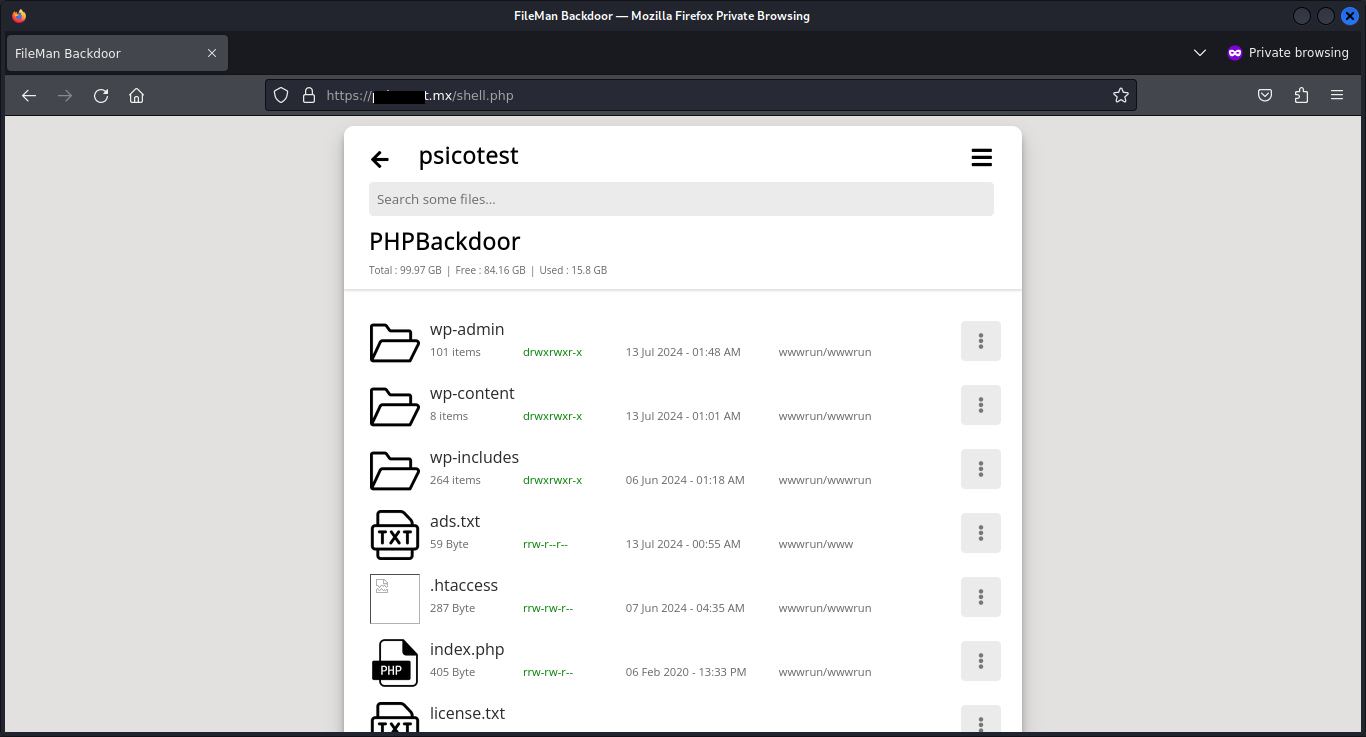 FileMan Backdoor — Mozilla Firefox Private Browsing
FileMan Backdoor
Private browsing
https://p t.mx/shell.php
psicotest
Search some files...
PHPBackdoor
Total : 99.97 GB | Free : 84.16 GB | Used : 15.8 GB
wp-admin
101 items drwxrwxr-x 13 Jul 2024 - 01:48 AM wwwrun/wwwrun
wp-content
8 items drwxrwxr-x 13 Jul 2024 - 01:01 AM wwwrun/wwwrun
wp-includes
264 items drwxrwxr-x 06 Jun 2024 - 01:18 AM wwwrun/wwwrun
TXT
ads.txt
59 Byte rrw-r--r-- 13 Jul 2024 - 00:55 AM wwwrun/www
.htaccess
287 Byte rrw-rw-r-- 07 Jun 2024 - 04:35 AM wwwrun/wwwrun
PHP
index.php
405 Byte rrw-rw-r-- 06 Feb 2020 - 13:33 PM wwwrun/wwwrun
TXT
license.txt